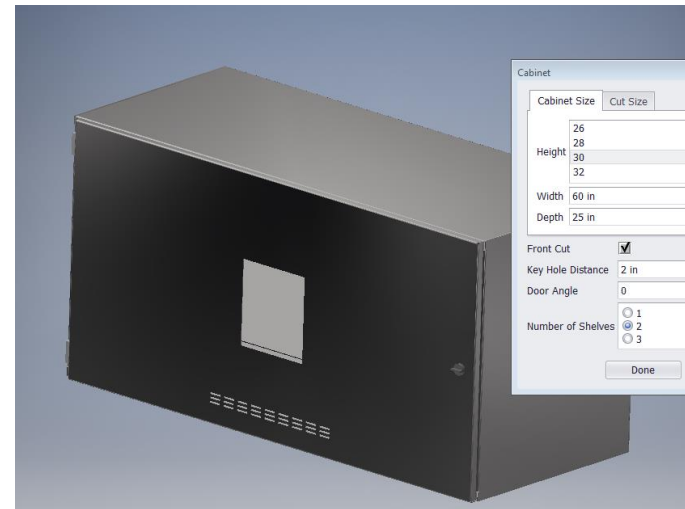 Cabinet
Cabinet Size Cut Size
Height
26
28
30
32
Width 60 in
Depth 25 in
Front Cut
Key Hole Distance 2 in
Door Angle 0
Number of Shelves
1
2
3
Done